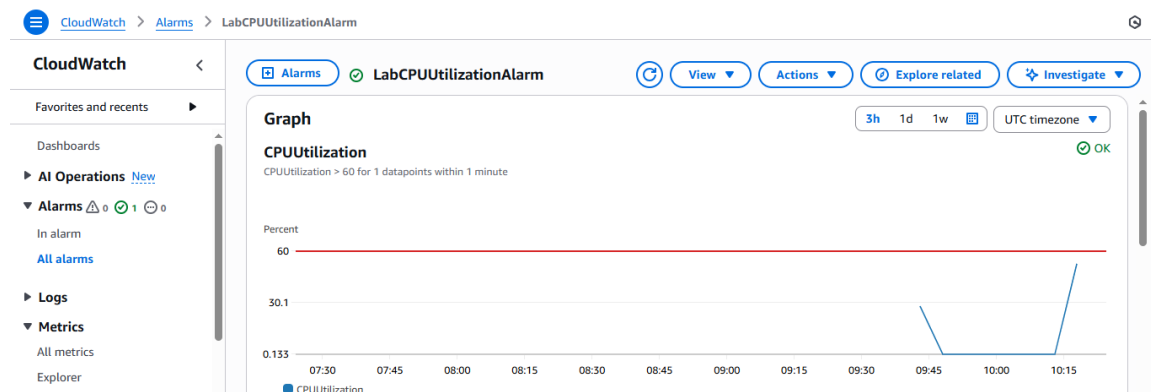 CloudWatch > Alarms > LabCPUUtilizationAlarm
CloudWatch
Favorites and recents
Dashboards
AI Operations New
Alarms 0 1 0
In alarm
All alarms
Logs
Metrics
All metrics
Explorer
Alarms LabCPUUtilizationAlarm View Actions Explore related Investigate
Graph 3h 1d 1w UTC timezone
CPUUtilization OK
CPUUtilization > 60 for 1 datapoints within 1 minute
Percent
60
30.1
0.133
07:30 07:45 08:00 08:15 08:30 08:45 09:00 09:15 09:30 09:45 10:00 10:15
CPUUtilization